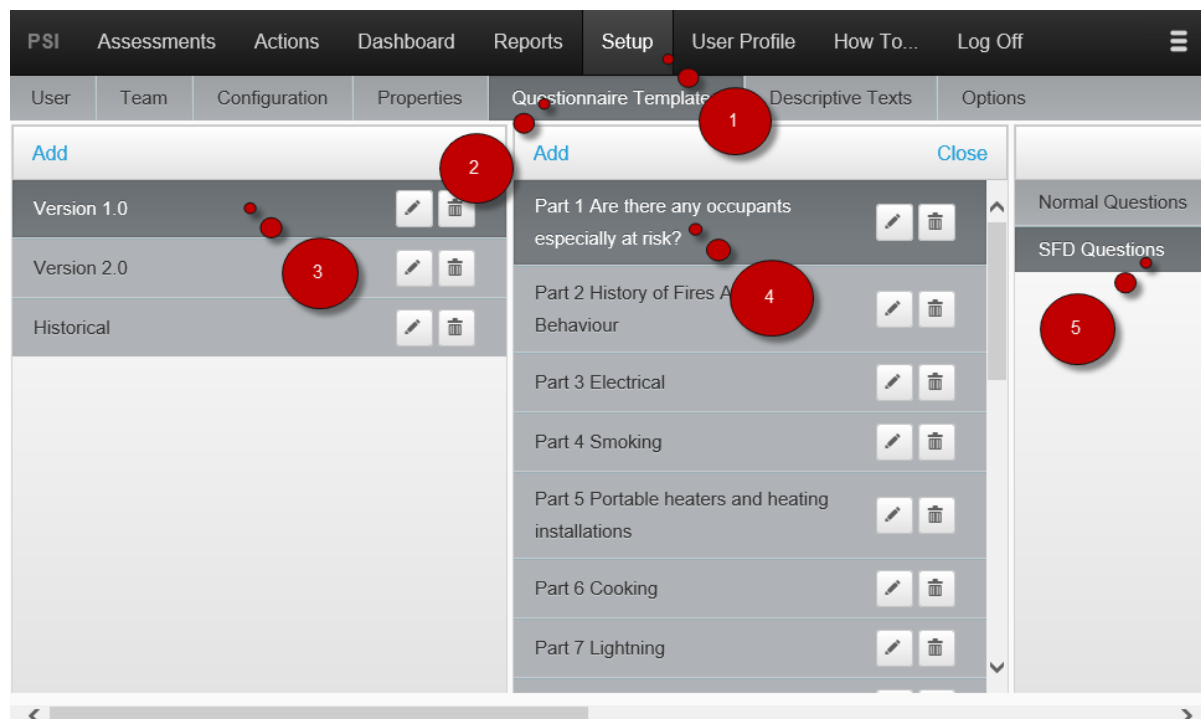 PSI Assessments Actions Dashboard Reports Setup User Profile How To... Log Off
User Team Configuration Properties Questionnaire Template Descriptive Texts Options
1
2
Add
Version 1.0
Version 2.0
Historical
3
Add Close
Part 1 Are there any occupants
especially at risk?
Part 2 History of Fires
Behaviour
4
Part 3 Electrical
Part 4 Smoking
Part 5 Portable heaters and heating
installations
Part 6 Cooking
Part 7 Lightning
Normal Questions
SFD Questions
5